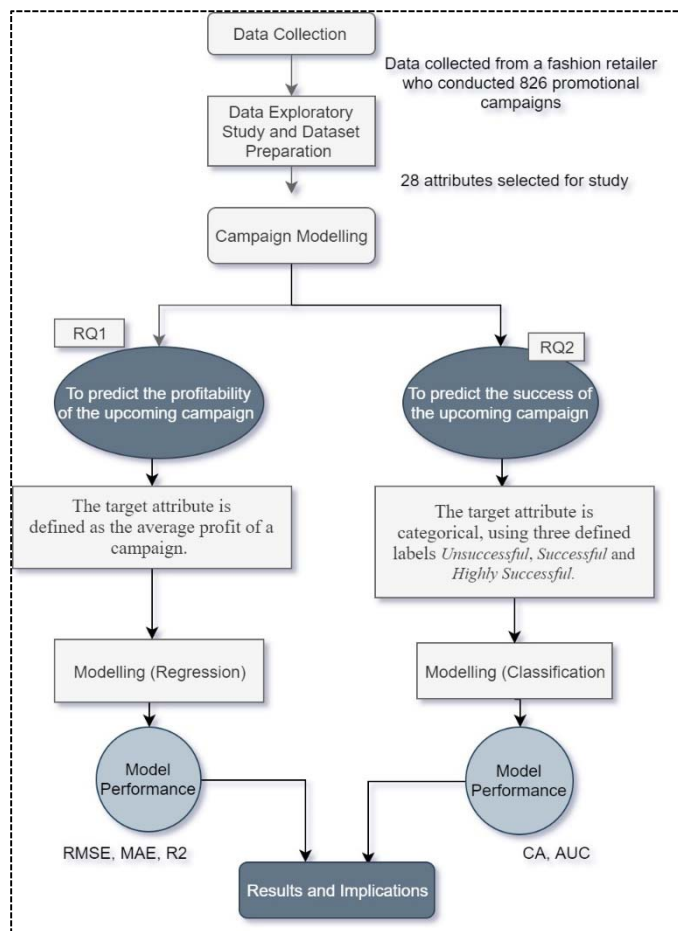 Data Collection
Data collected from a fashion retailer
who conducted 826 promotional
campaigns
Data Exploratory
Study and Dataset
Preparation
28 attributes selected for study
Campaign Modelling
RQ1
RQ2
To predict the profitability
of the upcoming campaign
To predict the success of
the upcoming campaign
The target attribute is
defined as the average profit of a
campaign.
The target attribute is
categorical, using three defined
labels Unsuccessful, Successful and
Highly Successful.
Modelling (Regression)
Modelling (Classification
Model
Performance
Model
Performance
RMSE, MAE, R2
CA, AUC
Results and Implications